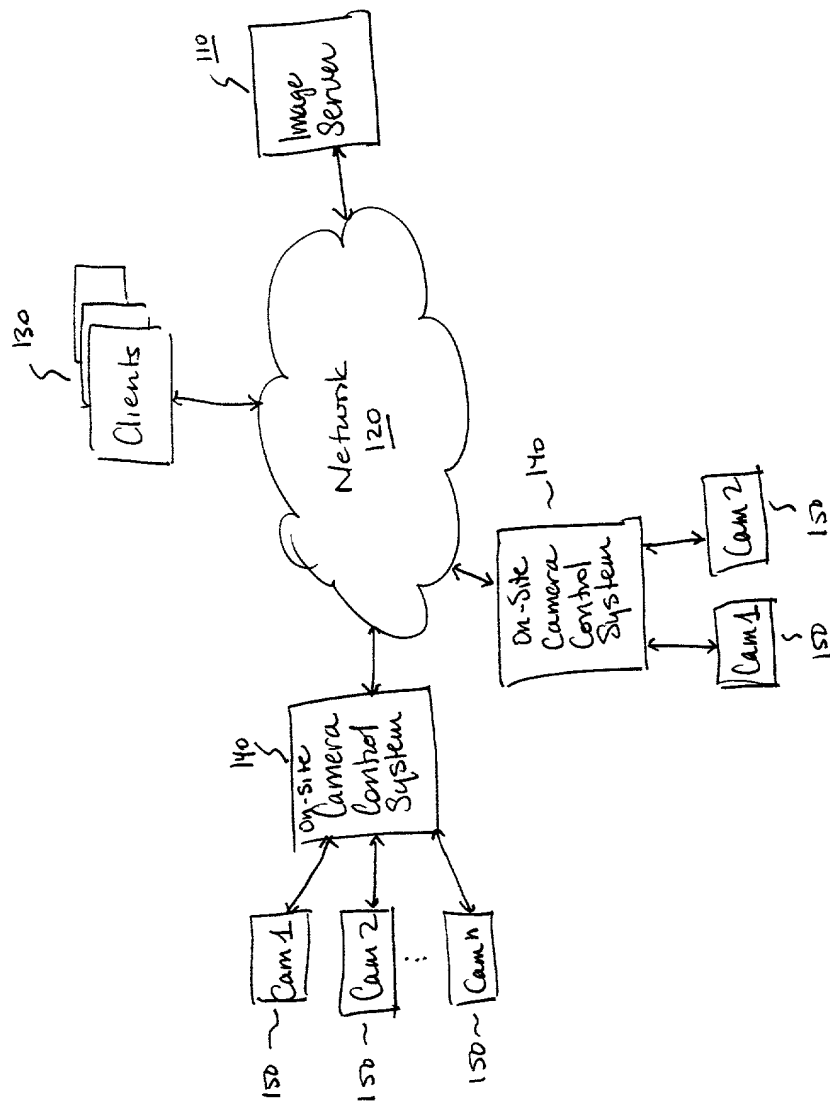 110
Image
Server
130
Clients
Network
120
140
On-Site
Camera
Control
System
On-Site
Camera
Control
System
140
150
Cam 1
150
Cam 2
...
150
Cam n
Cam 1
150
Cam 2
150